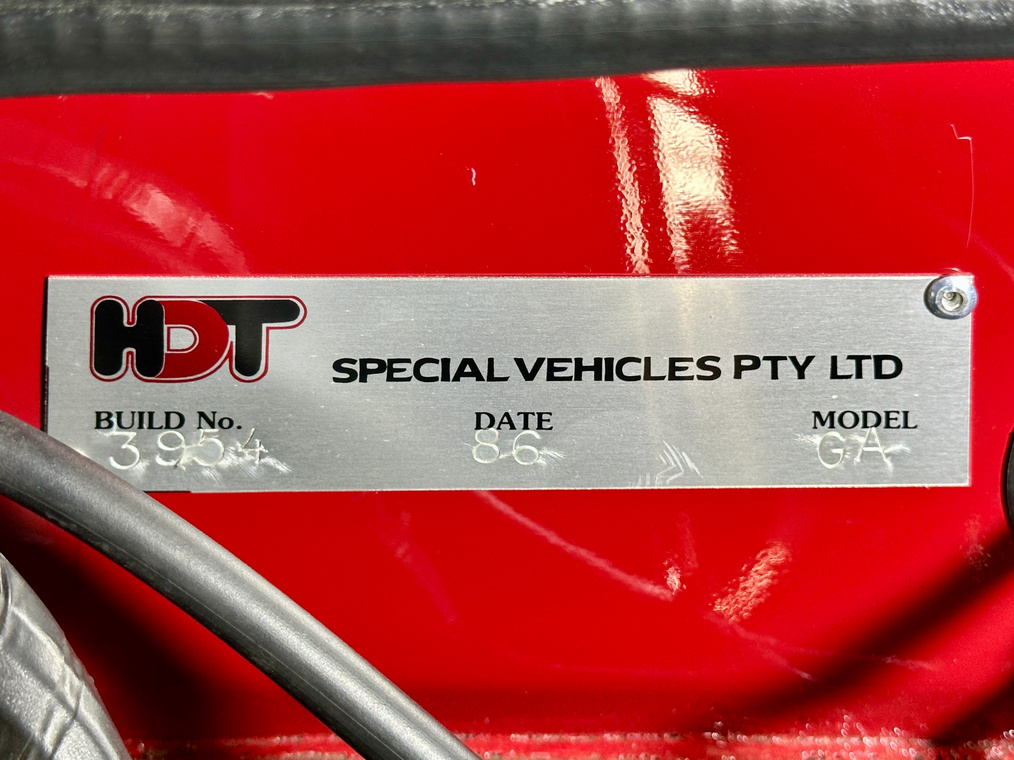 HDT
SPECIAL VEHICLES PTY LTD
BUILD No. DATE MODEL
3954 86 GA